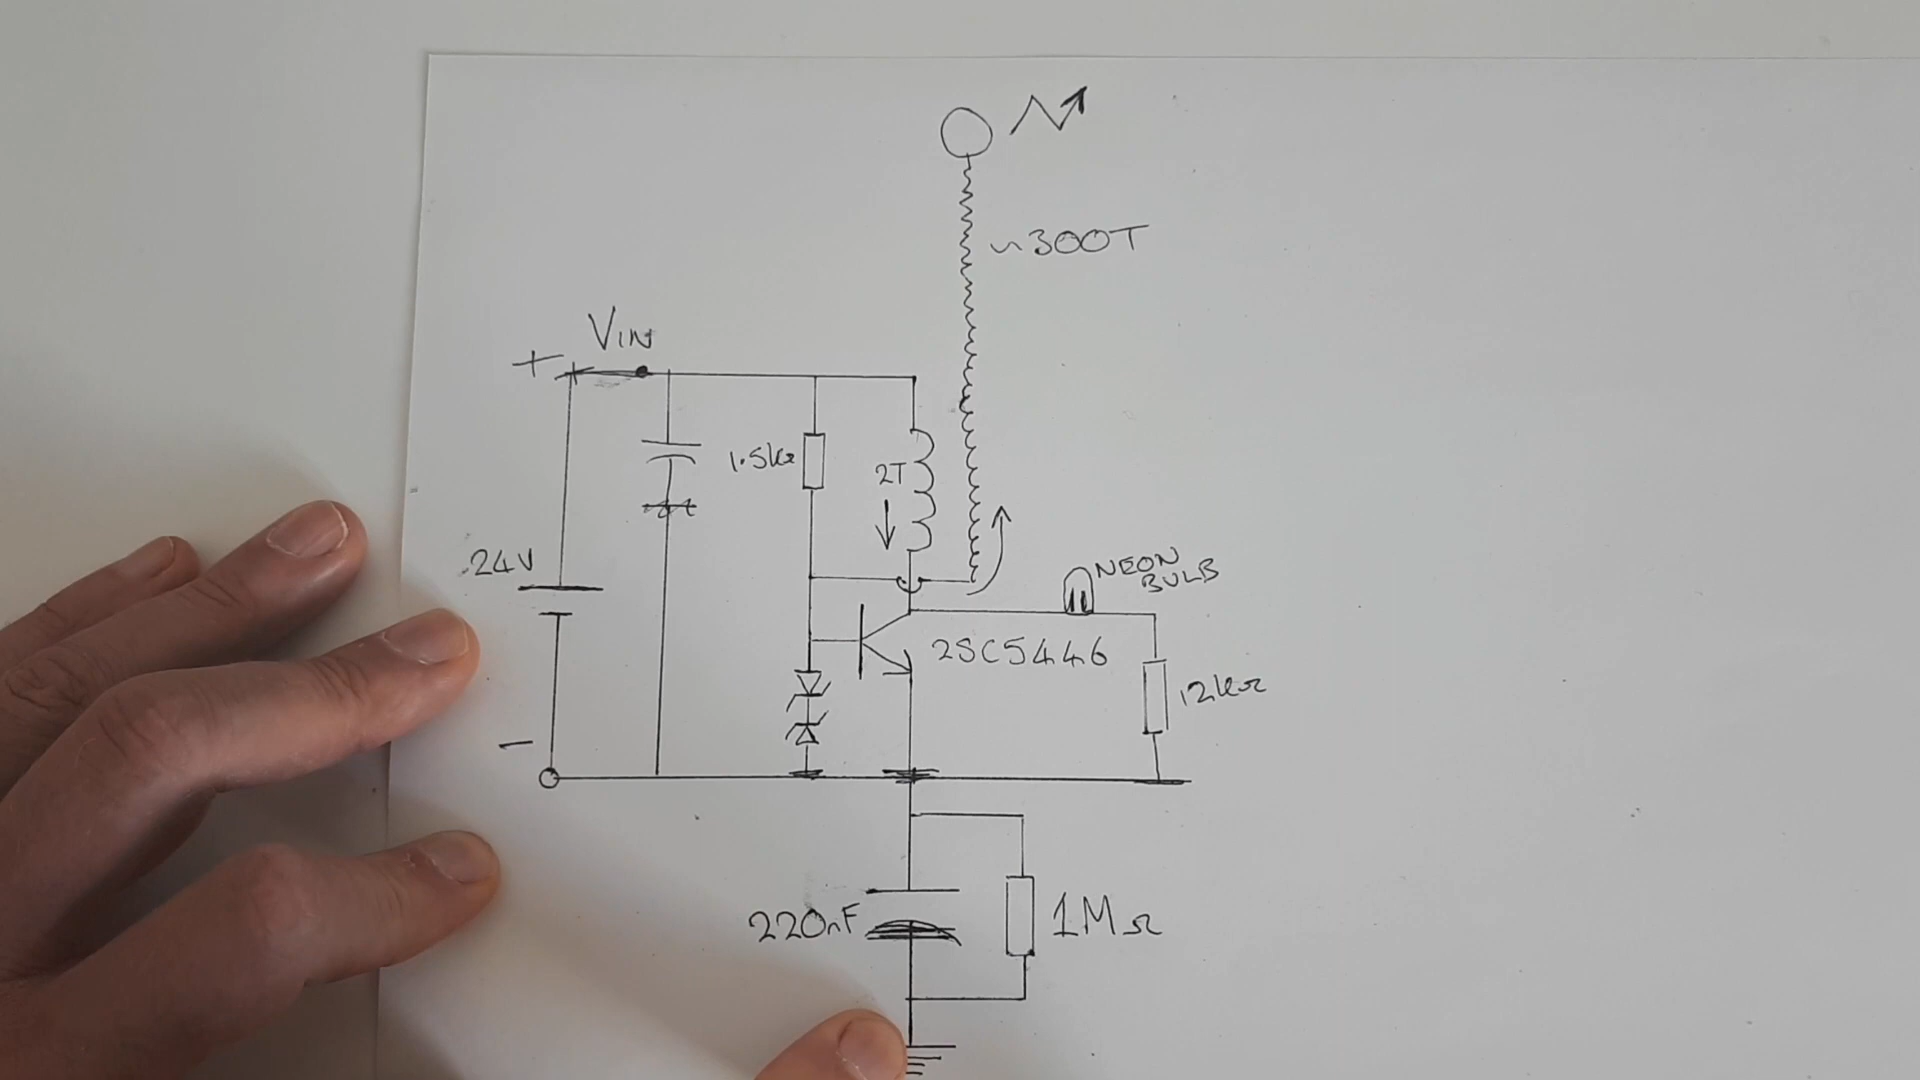 ~300T
VIN
+
1.5kΩ
2T
24V
NEON
BULB
2SC5446
12kΩ
-
220nF
1MΩ